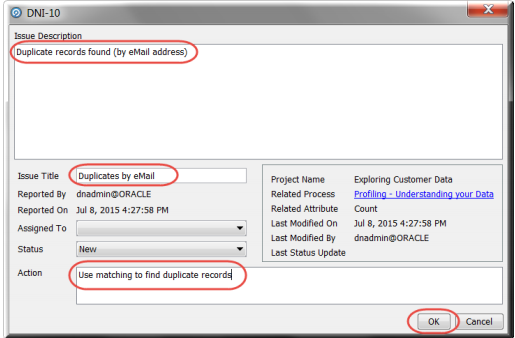 DNI-10
Issue Description
Duplicate records found (by eMail address)
Issue Title Duplicates by eMail
Reported By dnadmin@ORACLE
Reported On Jul 8, 2015 4:27:58 PM
Assigned To
Status New
Project Name Exploring Customer Data
Related Process Profiling - Understanding your Data
Related Attribute Count
Last Modified On Jul 8, 2015 4:27:58 PM
Last Modified By dnadmin@ORACLE
Last Status Update
Action Use matching to find duplicate records
OK Cancel